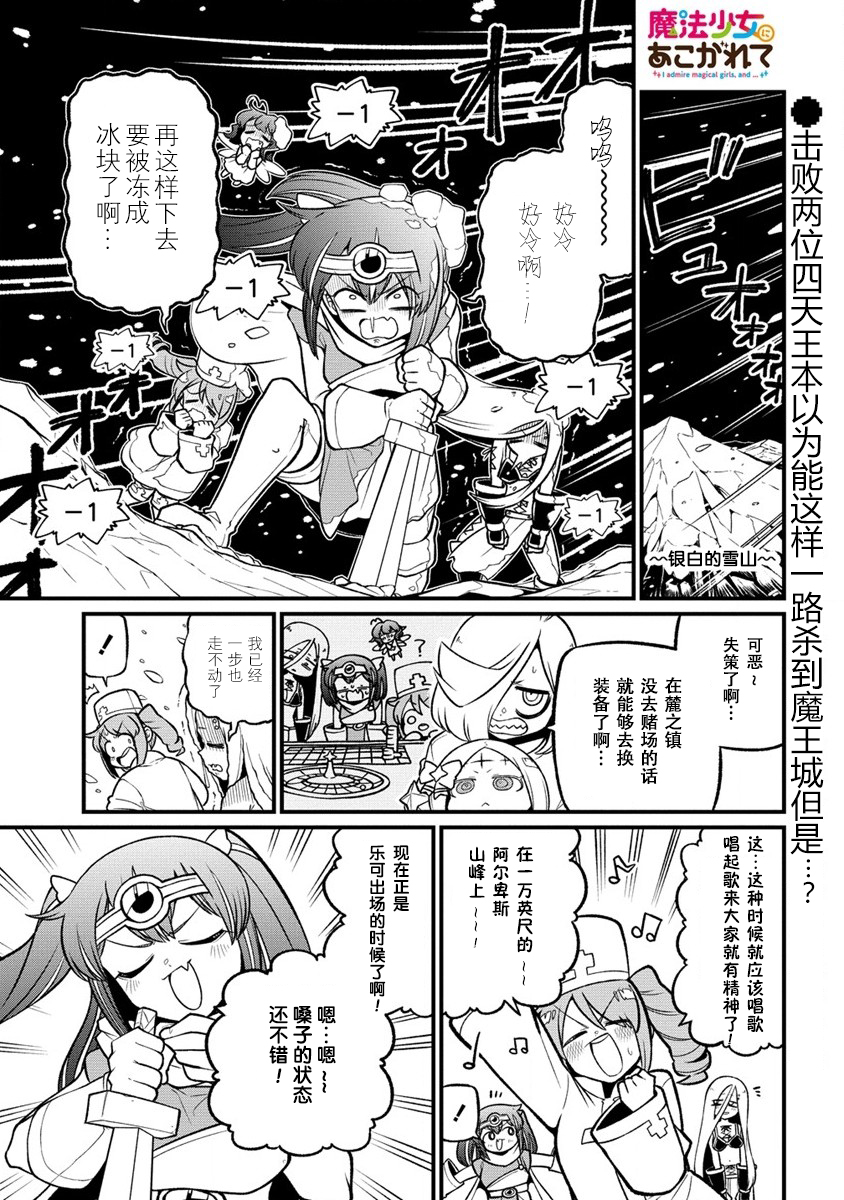 魔法少女に
あこがれて
I admire magical girls, and ...
●击败两位四天王本以为能这样一路杀到魔王城但是…?
ビュオオオオ
~银白的雪山~
オオオ
呜呜~~~~
好冷
好冷啊…!
再这样下去
要被冻成
冰块了啊…
-1
-1
-1
-1
-1
-1
-1
オオオ
可恶~
失策了啊…
在麓之镇
没去赌场的话
就能够去换
装备了啊…
?
我已经
一步也
走不动了
!
这…这种时候就应该唱歌
唱起歌来大家就有精神了!
在一万英尺的~~
阿尔卑斯
山峰上~~!
!
现在正是
乐可出场的时候了啊!
嗯…嗯~
嗓子的状态
还不错!